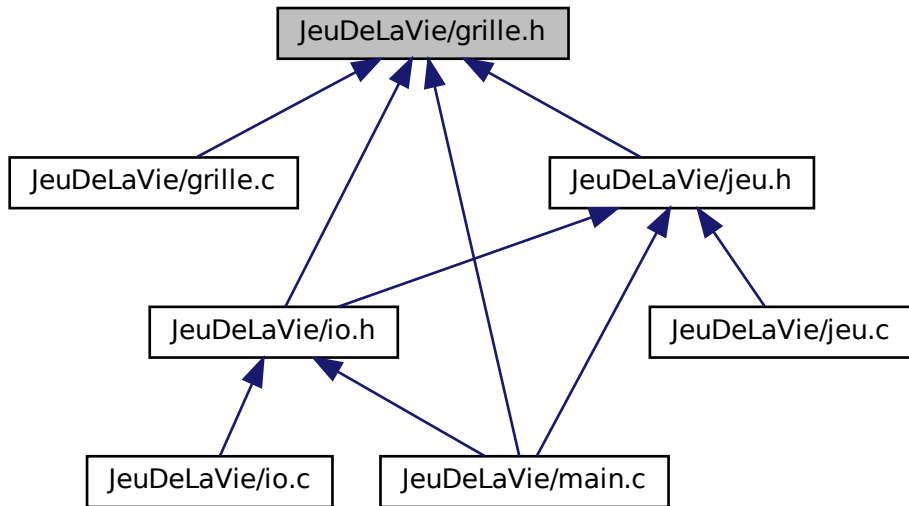 JeuDeLaVie/grille.h
JeuDeLaVie/grille.c
JeuDeLaVie/jeu.h
JeuDeLaVie/io.h
JeuDeLaVie/jeu.c
JeuDeLaVie/io.c
JeuDeLaVie/main.c